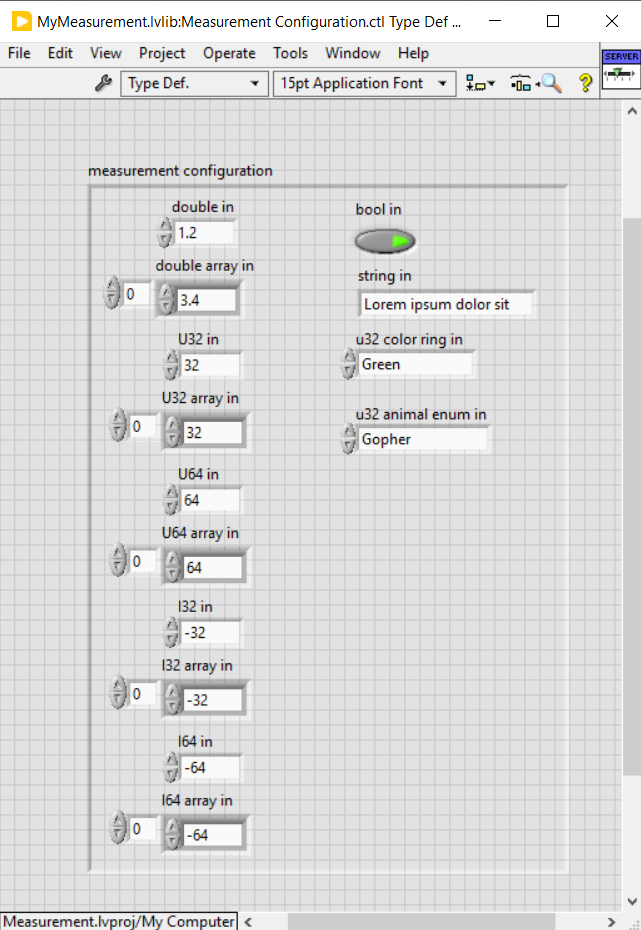 MyMeasurement.lvlib:Measurement Configuration.ctl Type Def ...
File Edit View Project Operate Tools Window Help
Type Def. 15pt Application Font ?
SERVER
measurement configuration
double in
1.2
double array in
0 3.4
U32 in
32
U32 array in
0 32
U64 in
64
U64 array in
0 64
I32 in
-32
I32 array in
0 -32
I64 in
-64
I64 array in
0 -64
bool in
string in
Lorem ipsum dolor sit
u32 color ring in
Green
u32 animal enum in
Gopher
Measurement.lvproj/My Computer